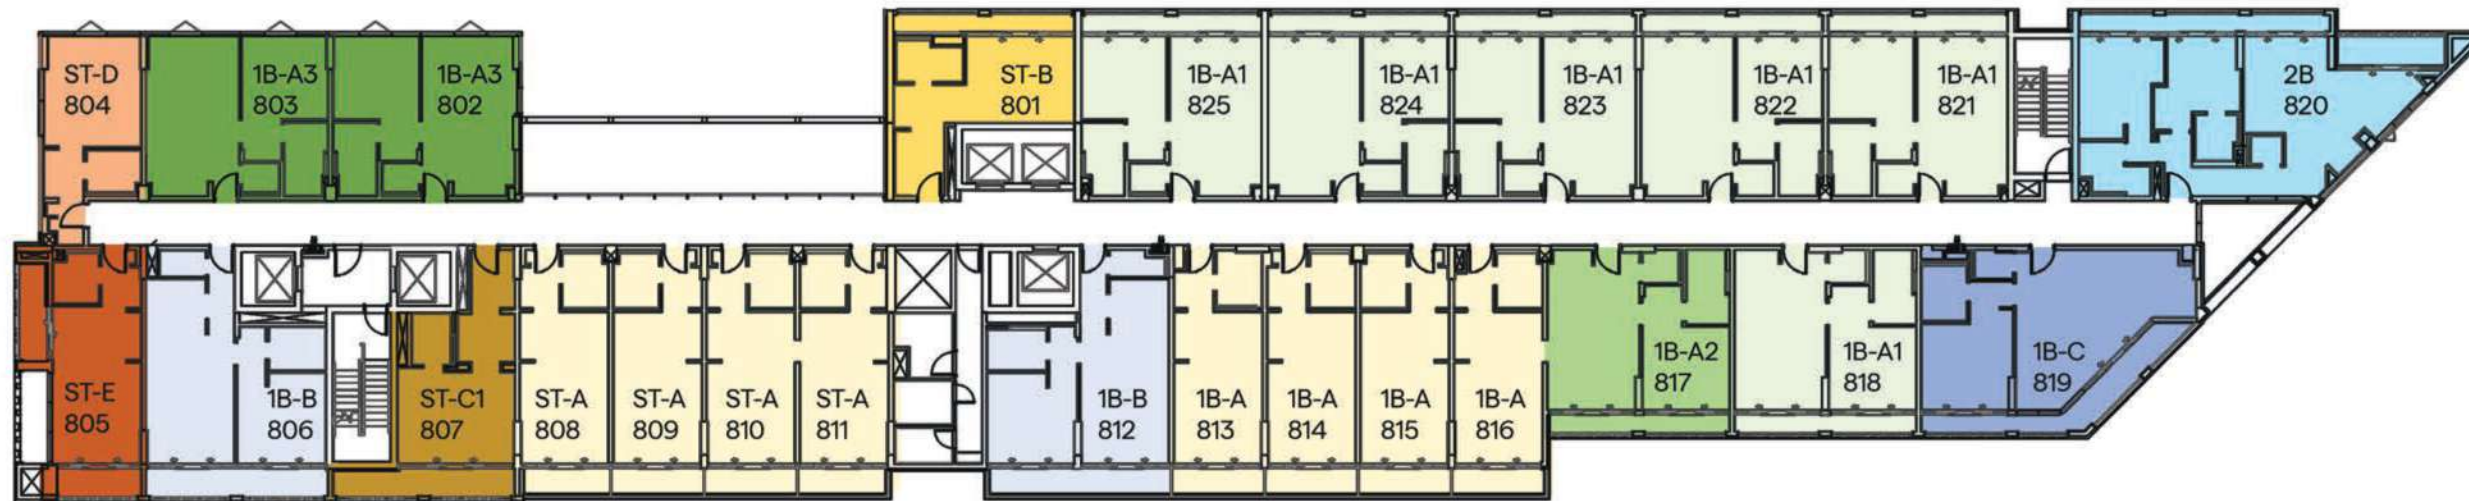 ST-D
804
1B-A3
803
1B-A3
802
ST-B
801
1B-A1
825
1B-A1
824
1B-A1
823
1B-A1
822
1B-A1
821
2B
820
ST-E
805
1B-B
806
ST-C1
807
ST-A
808
ST-A
809
ST-A
810
ST-A
811
1B-B
812
1B-A
813
1B-A
814
1B-A
815
1B-A
816
1B-A2
817
1B-A1
818
1B-C
819